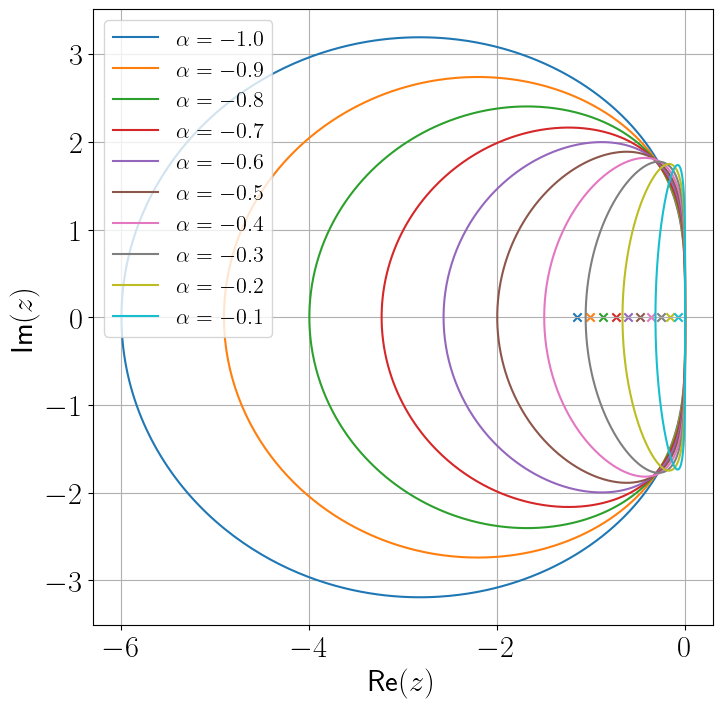 α = −1.0
α = −0.9
α = −0.8
α = −0.7
α = −0.6
α = −0.5
α = −0.4
α = −0.3
α = −0.2
α = −0.1
3
2
1
0
−1
−2
−3
Im(z)
−6 −4 −2 0
Re(z)